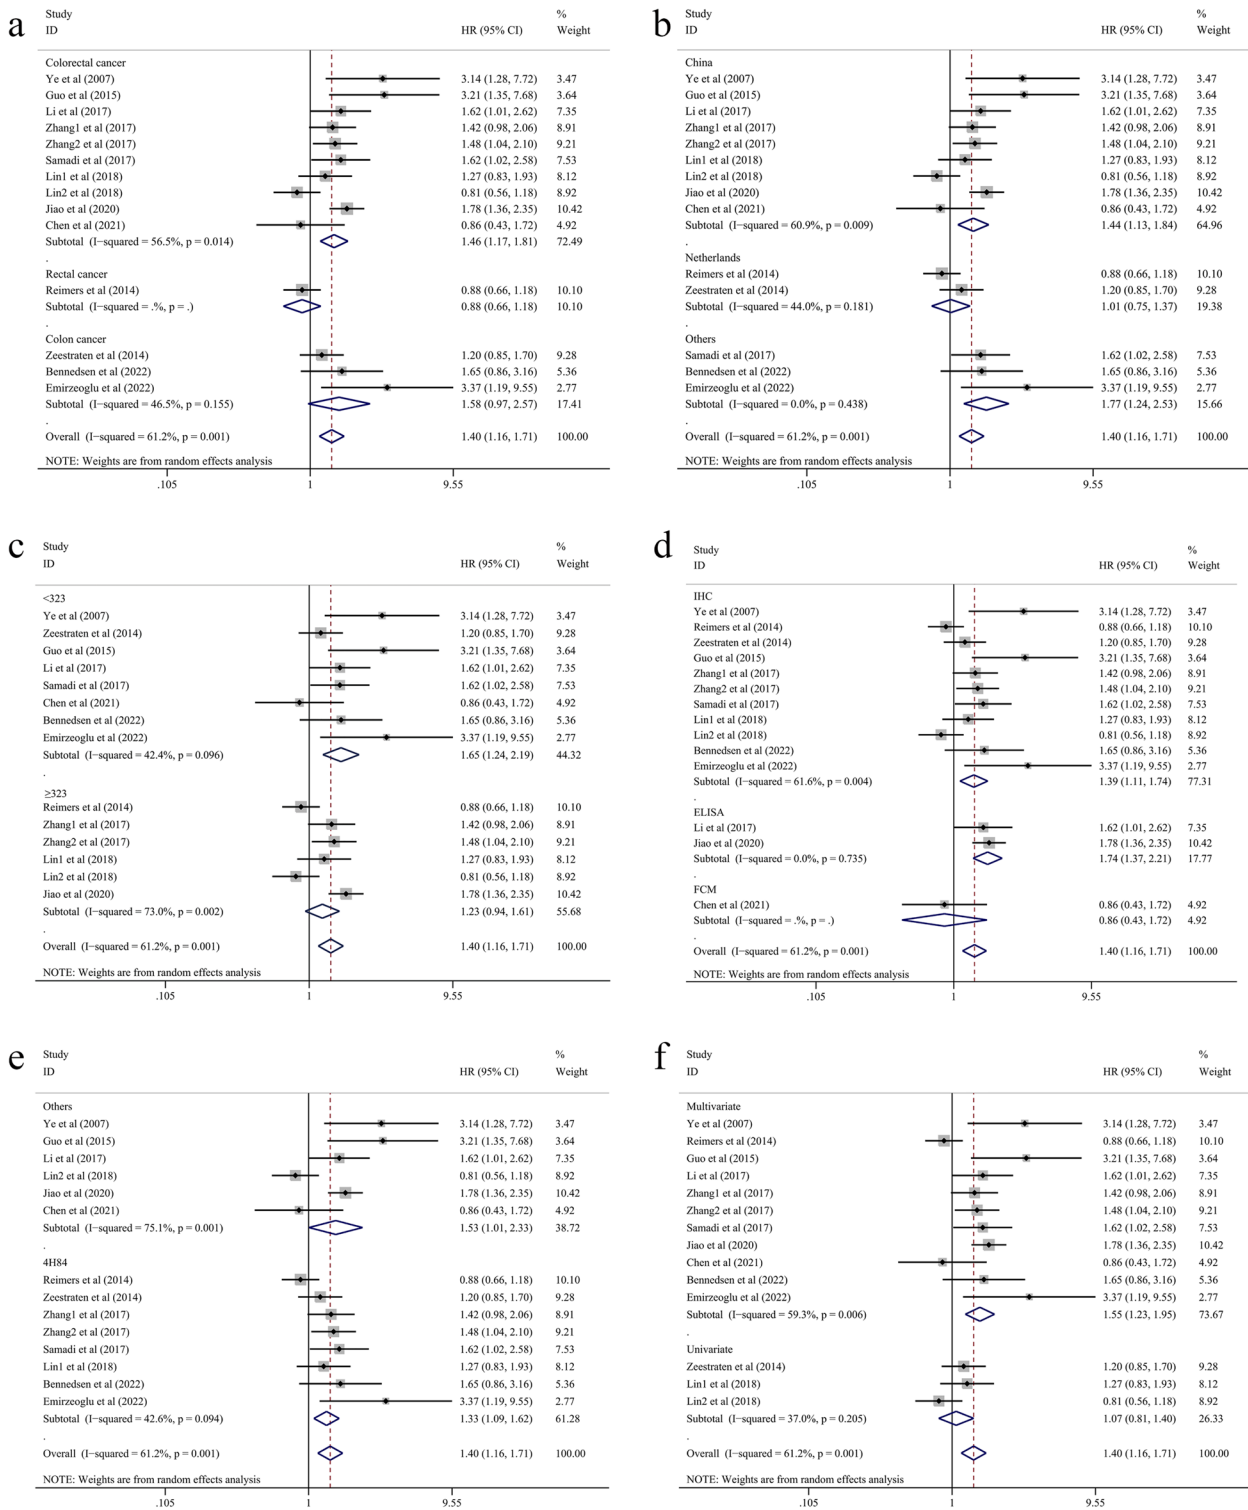 a
Study %
ID HR (95% CI) Weight
Colorectal cancer
Ye et al (2007) 3.14 (1.28, 7.72) 3.47
Guo et al (2015) 3.21 (1.35, 7.68) 3.64
Li et al (2017) 1.62 (1.01, 2.62) 7.35
Zhang1 et al (2017) 1.42 (0.98, 2.06) 8.91
Zhang2 et al (2017) 1.48 (1.04, 2.10) 9.21
Samadi et al (2017) 1.62 (1.02, 2.58) 7.53
Lin1 et al (2018) 1.27 (0.83, 1.93) 8.12
Lin2 et al (2018) 0.81 (0.56, 1.18) 8.92
Jiao et al (2020) 1.78 (1.36, 2.35) 10.42
Chen et al (2021) 0.86 (0.43, 1.72) 4.92
Subtotal (I−squared = 56.5%, p = 0.014) 1.46 (1.17, 1.81) 72.49
.
Rectal cancer
Reimers et al (2014) 0.88 (0.66, 1.18) 10.10
Subtotal (I−squared = .%, p = .) 0.88 (0.66, 1.18) 10.10
.
Colon cancer
Zeestraten et al (2014) 1.20 (0.85, 1.70) 9.28
Bennedsen et al (2022) 1.65 (0.86, 3.16) 5.36
Emirzeoglu et al (2022) 3.37 (1.19, 9.55) 2.77
Subtotal (I−squared = 46.5%, p = 0.155) 1.58 (0.97, 2.57) 17.41
.
Overall (I−squared = 61.2%, p = 0.001) 1.40 (1.16, 1.71) 100.00
NOTE: Weights are from random effects analysis
.105 1 9.55
b
Study %
ID HR (95% CI) Weight
China
Ye et al (2007) 3.14 (1.28, 7.72) 3.47
Guo et al (2015) 3.21 (1.35, 7.68) 3.64
Li et al (2017) 1.62 (1.01, 2.62) 7.35
Zhang1 et al (2017) 1.42 (0.98, 2.06) 8.91
Zhang2 et al (2017) 1.48 (1.04, 2.10) 9.21
Lin1 et al (2018) 1.27 (0.83, 1.93) 8.12
Lin2 et al (2018) 0.81 (0.56, 1.18) 8.92
Jiao et al (2020) 1.78 (1.36, 2.35) 10.42
Chen et al (2021) 0.86 (0.43, 1.72) 4.92
Subtotal (I−squared = 60.9%, p = 0.009) 1.44 (1.13, 1.84) 64.96
.
Netherlands
Reimers et al (2014) 0.88 (0.66, 1.18) 10.10
Zeestraten et al (2014) 1.20 (0.85, 1.70) 9.28
Subtotal (I−squared = 44.0%, p = 0.181) 1.01 (0.75, 1.37) 19.38
.
Others
Samadi et al (2017) 1.62 (1.02, 2.58) 7.53
Bennedsen et al (2022) 1.65 (0.86, 3.16) 5.36
Emirzeoglu et al (2022) 3.37 (1.19, 9.55) 2.77
Subtotal (I−squared = 0.0%, p = 0.438) 1.77 (1.24, 2.53) 15.66
.
Overall (I−squared = 61.2%, p = 0.001) 1.40 (1.16, 1.71) 100.00
NOTE: Weights are from random effects analysis
.105 1 9.55
c
Study %
ID HR (95% CI) Weight
<323
Ye et al (2007) 3.14 (1.28, 7.72) 3.47
Zeestraten et al (2014) 1.20 (0.85, 1.70) 9.28
Guo et al (2015) 3.21 (1.35, 7.68) 3.64
Li et al (2017) 1.62 (1.01, 2.62) 7.35
Samadi et al (2017) 1.62 (1.02, 2.58) 7.53
Chen et al (2021) 0.86 (0.43, 1.72) 4.92
Bennedsen et al (2022) 1.65 (0.86, 3.16) 5.36
Emirzeoglu et al (2022) 3.37 (1.19, 9.55) 2.77
Subtotal (I−squared = 42.4%, p = 0.096) 1.65 (1.24, 2.19) 44.32
.
≥323
Reimers et al (2014) 0.88 (0.66, 1.18) 10.10
Zhang1 et al (2017) 1.42 (0.98, 2.06) 8.91
Zhang2 et al (2017) 1.48 (1.04, 2.10) 9.21
Lin1 et al (2018) 1.27 (0.83, 1.93) 8.12
Lin2 et al (2018) 0.81 (0.56, 1.18) 8.92
Jiao et al (2020) 1.78 (1.36, 2.35) 10.42
Subtotal (I−squared = 73.0%, p = 0.002) 1.23 (0.94, 1.61) 55.68
.
Overall (I−squared = 61.2%, p = 0.001) 1.40 (1.16, 1.71) 100.00
NOTE: Weights are from random effects analysis
.105 1 9.55
d
Study %
ID HR (95% CI) Weight
IHC
Ye et al (2007) 3.14 (1.28, 7.72) 3.47
Reimers et al (2014) 0.88 (0.66, 1.18) 10.10
Zeestraten et al (2014) 1.20 (0.85, 1.70) 9.28
Guo et al (2015) 3.21 (1.35, 7.68) 3.64
Zhang1 et al (2017) 1.42 (0.98, 2.06) 8.91
Zhang2 et al (2017) 1.48 (1.04, 2.10) 9.21
Samadi et al (2017) 1.62 (1.02, 2.58) 7.53
Lin1 et al (2018) 1.27 (0.83, 1.93) 8.12
Lin2 et al (2018) 0.81 (0.56, 1.18) 8.92
Bennedsen et al (2022) 1.65 (0.86, 3.16) 5.36
Emirzeoglu et al (2022) 3.37 (1.19, 9.55) 2.77
Subtotal (I−squared = 61.6%, p = 0.004) 1.39 (1.11, 1.74) 77.31
.
ELISA
Li et al (2017) 1.62 (1.01, 2.62) 7.35
Jiao et al (2020) 1.78 (1.36, 2.35) 10.42
Subtotal (I−squared = 0.0%, p = 0.735) 1.74 (1.37, 2.21) 17.77
.
FCM
Chen et al (2021) 0.86 (0.43, 1.72) 4.92
Subtotal (I−squared = .%, p = .) 0.86 (0.43, 1.72) 4.92
.
Overall (I−squared = 61.2%, p = 0.001) 1.40 (1.16, 1.71) 100.00
NOTE: Weights are from random effects analysis
.105 1 9.55
e
Study %
ID HR (95% CI) Weight
Others
Ye et al (2007) 3.14 (1.28, 7.72) 3.47
Guo et al (2015) 3.21 (1.35, 7.68) 3.64
Li et al (2017) 1.62 (1.01, 2.62) 7.35
Lin2 et al (2018) 0.81 (0.56, 1.18) 8.92
Jiao et al (2020) 1.78 (1.36, 2.35) 10.42
Chen et al (2021) 0.86 (0.43, 1.72) 4.92
Subtotal (I−squared = 75.1%, p = 0.001) 1.53 (1.01, 2.33) 38.72
.
4H84
Reimers et al (2014) 0.88 (0.66, 1.18) 10.10
Zeestraten et al (2014) 1.20 (0.85, 1.70) 9.28
Zhang1 et al (2017) 1.42 (0.98, 2.06) 8.91
Zhang2 et al (2017) 1.48 (1.04, 2.10) 9.21
Samadi et al (2017) 1.62 (1.02, 2.58) 7.53
Lin1 et al (2018) 1.27 (0.83, 1.93) 8.12
Bennedsen et al (2022) 1.65 (0.86, 3.16) 5.36
Emirzeoglu et al (2022) 3.37 (1.19, 9.55) 2.77
Subtotal (I−squared = 42.6%, p = 0.094) 1.33 (1.09, 1.62) 61.28
.
Overall (I−squared = 61.2%, p = 0.001) 1.40 (1.16, 1.71) 100.00
NOTE: Weights are from random effects analysis
.105 1 9.55
f
Study %
ID HR (95% CI) Weight
Multivariate
Ye et al (2007) 3.14 (1.28, 7.72) 3.47
Reimers et al (2014) 0.88 (0.66, 1.18) 10.10
Guo et al (2015) 3.21 (1.35, 7.68) 3.64
Li et al (2017) 1.62 (1.01, 2.62) 7.35
Zhang1 et al (2017) 1.42 (0.98, 2.06) 8.91
Zhang2 et al (2017) 1.48 (1.04, 2.10) 9.21
Samadi et al (2017) 1.62 (1.02, 2.58) 7.53
Jiao et al (2020) 1.78 (1.36, 2.35) 10.42
Chen et al (2021) 0.86 (0.43, 1.72) 4.92
Bennedsen et al (2022) 1.65 (0.86, 3.16) 5.36
Emirzeoglu et al (2022) 3.37 (1.19, 9.55) 2.77
Subtotal (I−squared = 59.3%, p = 0.006) 1.55 (1.23, 1.95) 73.67
.
Univariate
Zeestraten et al (2014) 1.20 (0.85, 1.70) 9.28
Lin1 et al (2018) 1.27 (0.83, 1.93) 8.12
Lin2 et al (2018) 0.81 (0.56, 1.18) 8.92
Subtotal (I−squared = 37.0%, p = 0.205) 1.07 (0.81, 1.40) 26.33
.
Overall (I−squared = 61.2%, p = 0.001) 1.40 (1.16, 1.71) 100.00
NOTE: Weights are from random effects analysis
.105 1 9.55